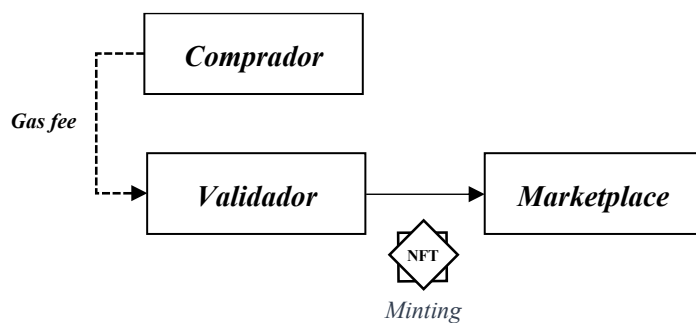 Comprador
Gas fee
Validador
Marketplace
NFT
Minting